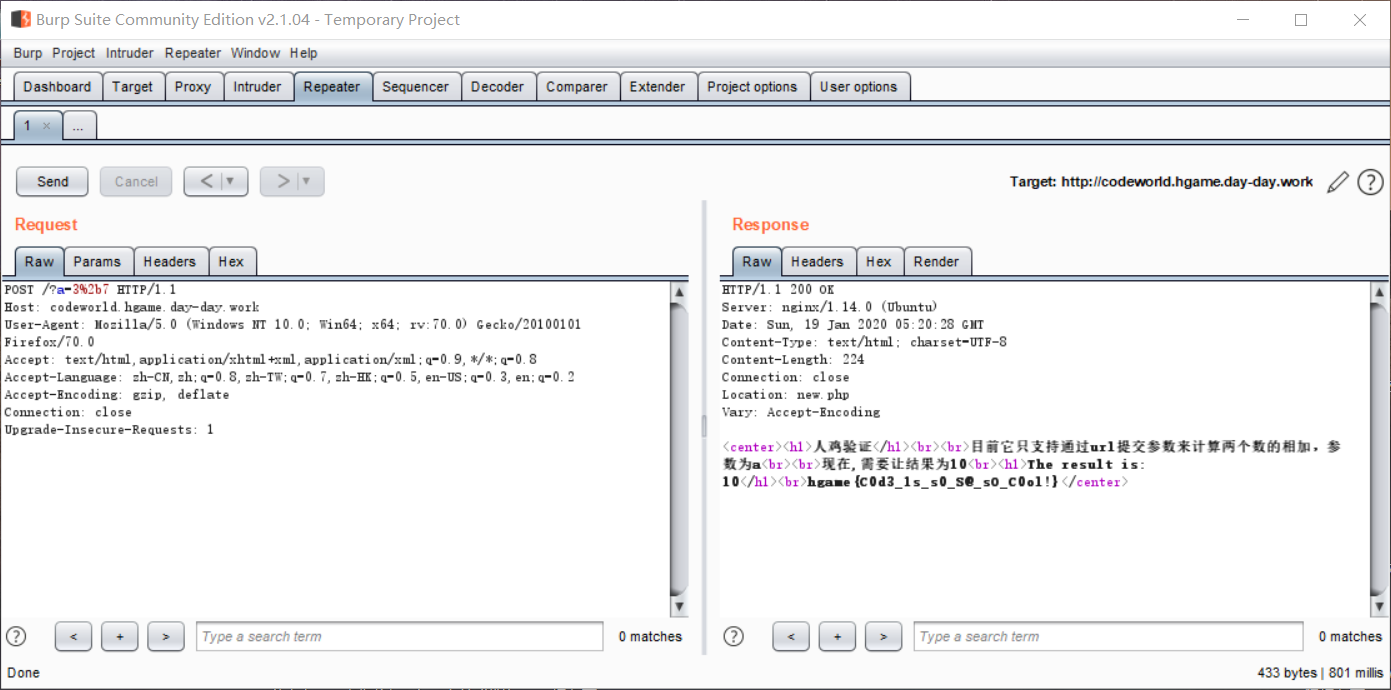 Burp Suite Community Edition v2.1.04 - Temporary Project
Burp Project Intruder Repeater Window Help
Dashboard Target Proxy Intruder Repeater Sequencer Decoder Comparer Extender Project options User options
1 × ...
Send Cancel < ▼ > ▼ Target: http://codeworld.hgame.day-day.work ?
Request
Raw Params Headers Hex
POST /?a=3%2b7 HTTP/1.1
Host: codeworld.hgame.day-day.work
User-Agent: Mozilla/5.0 (Windows NT 10.0; Win64; x64; rv:70.0) Gecko/20100101
Firefox/70.0
Accept: text/html,application/xhtml+xml,application/xml;q=0.9,*/*;q=0.8
Accept-Language: zh-CN,zh;q=0.8,zh-TW;q=0.7,zh-HK;q=0.5,en-US;q=0.3,en;q=0.2
Accept-Encoding: gzip, deflate
Connection: close
Upgrade-Insecure-Requests: 1
? < + > Type a search term 0 matches
Response
Raw Headers Hex Render
HTTP/1.1 200 OK
Server: nginx/1.14.0 (Ubuntu)
Date: Sun, 19 Jan 2020 05:20:28 GMT
Content-Type: text/html; charset=UTF-8
Content-Length: 224
Connection: close
Location: new.php
Vary: Accept-Encoding
<center><h1>人鸡验证</h1><br><br>目前它只支持通过url提交参数来计算两个数的相加，参
数为a<br><br>现在,需要让结果为10<br><h1>The result is:
10</h1><br>hgame{C0d3_1s_s0_S@_sO_C0ol!}</center>
? < + > Type a search term 0 matches
Done 433 bytes | 801 millis